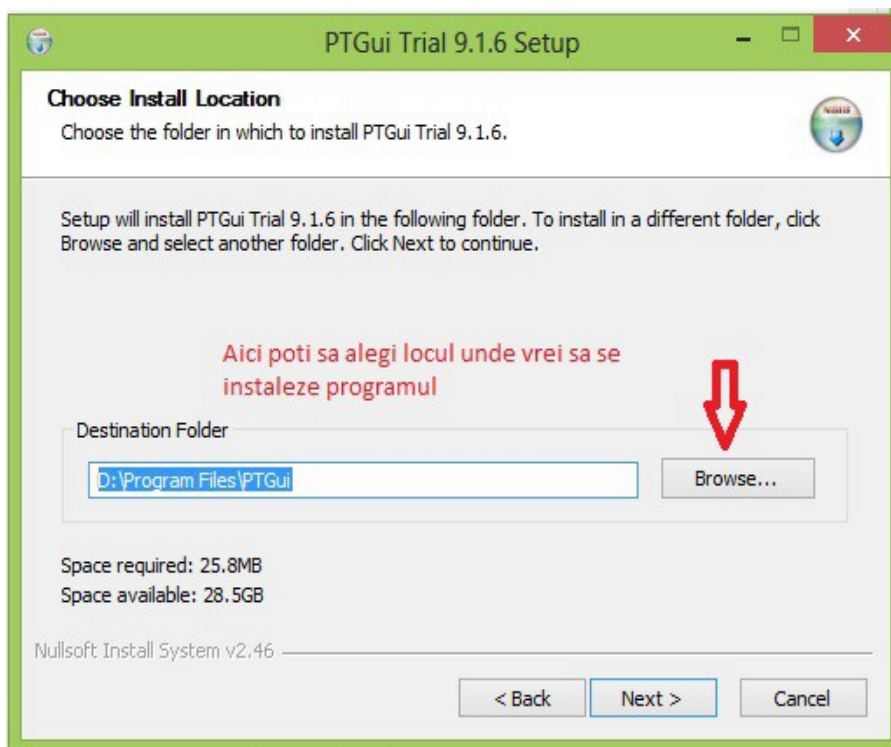 PTGui Trial 9.1.6 Setup
Choose Install Location
Choose the folder in which to install PTGui Trial 9.1.6.
Setup will install PTGui Trial 9.1.6 in the following folder. To install in a different folder, click
Browse and select another folder. Click Next to continue.
Aici poti sa alegi locul unde vrei sa se
instaleze programul
Destination Folder
D:\Program Files\PTGui
Browse...
Space required: 25.8MB
Space available: 28.5GB
Nullsoft Install System v2.46
< Back
Next >
Cancel